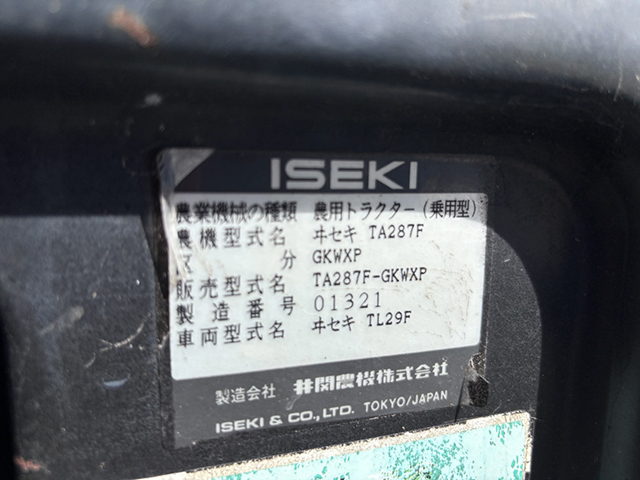 ISEKI
農業機械の種類 農用トラクター(乗用型)
農機型式名 ヰセキ TA287F
区分 GKWXP
販売型式名 TA287F-GKWXP
製造番号 01321
車両型式名 ヰセキ TL29F
製造会社 井関農機株式会社
ISEKI & CO., LTD. TOKYO/JAPAN